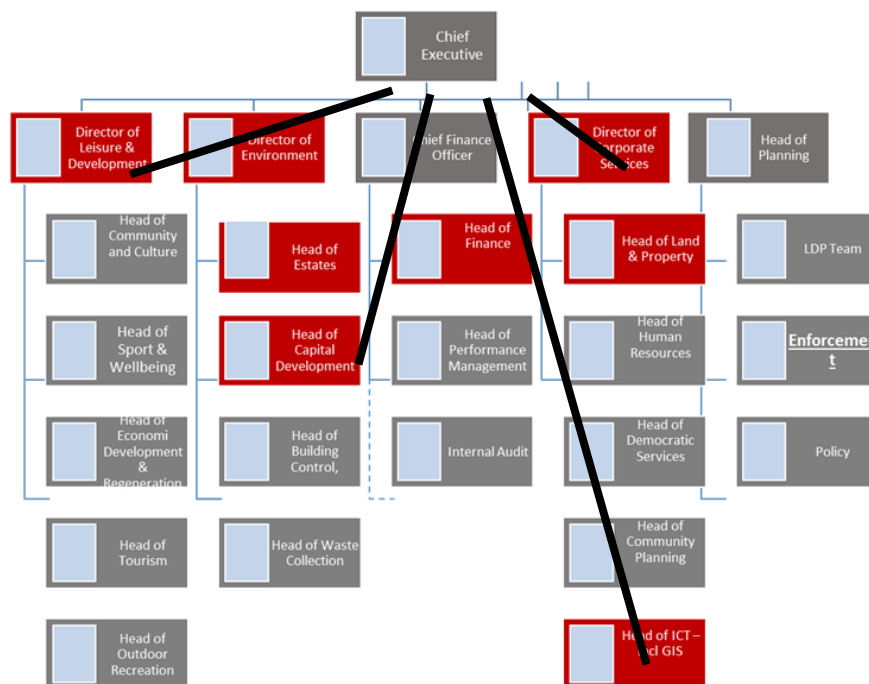 Chief
Executive
Director of
Leisure &
Development
Director of
Environment
Chief Finance
Officer
Director of
Corporate
Services
Head of
Planning
Head of
Community
and Culture
Head of
Estates
Head of
Finance
Head of Land
& Property
LDP Team
Head of
Sport &
Wellbeing
Head of
Capital
Development
Head of
Performance
Management
Head of
Human
Resources
Enforcemen
t
Head of
Economi
Development
&
Regeneration
Head of
Building
Control,
Internal Audit
Head of
Democratic
Services
Policy
Head of
Tourism
Head of Waste
Collection
Head of
Community
Planning
Head of
Outdoor
Recreation
Head of ICT –
incl GIS